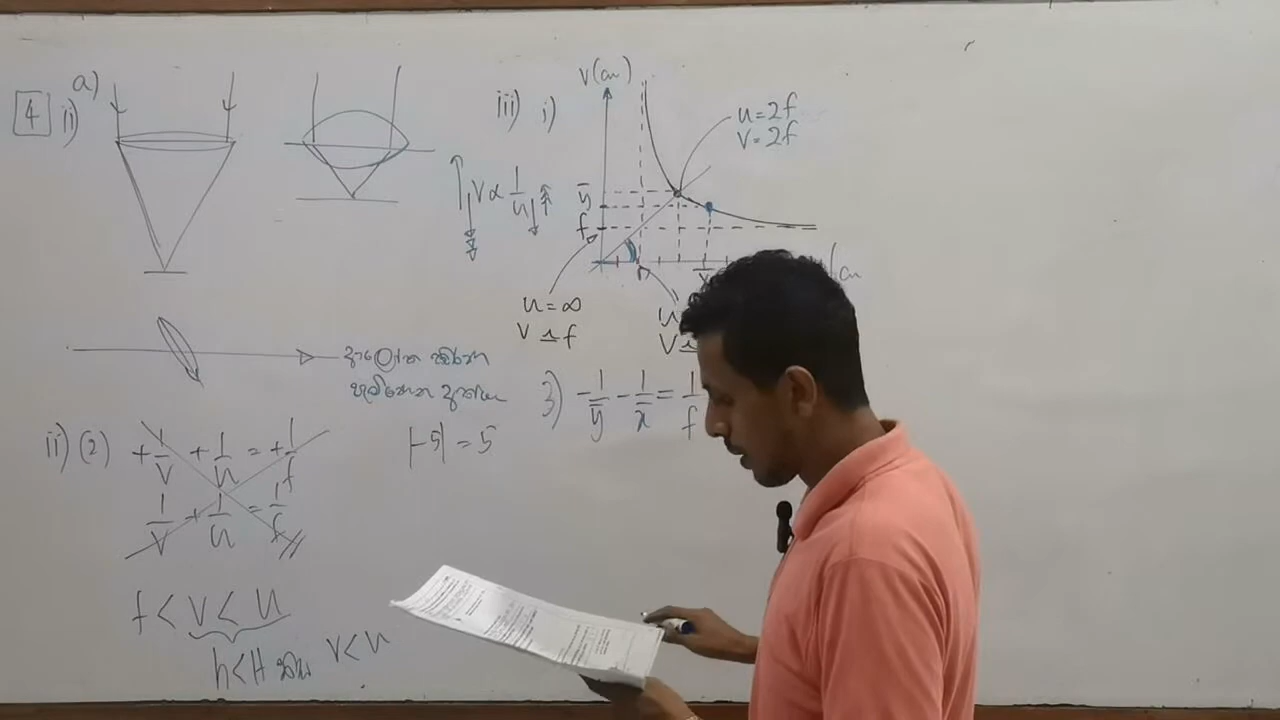 4 a)
ii)
V ∝ 1/u
iii) i)
V(cm)
u = 2f
V = 2f
ȳ
f
cm
u = ∞
V ≃ f
u
V ≃
ii) (2) + 1/V + 1/u = + 1/f
1/V + 1/u = 1/f
|-5| = 5
3) - 1/ȳ - 1/x̄ = 1/f
f < V < u
h < H
V < u